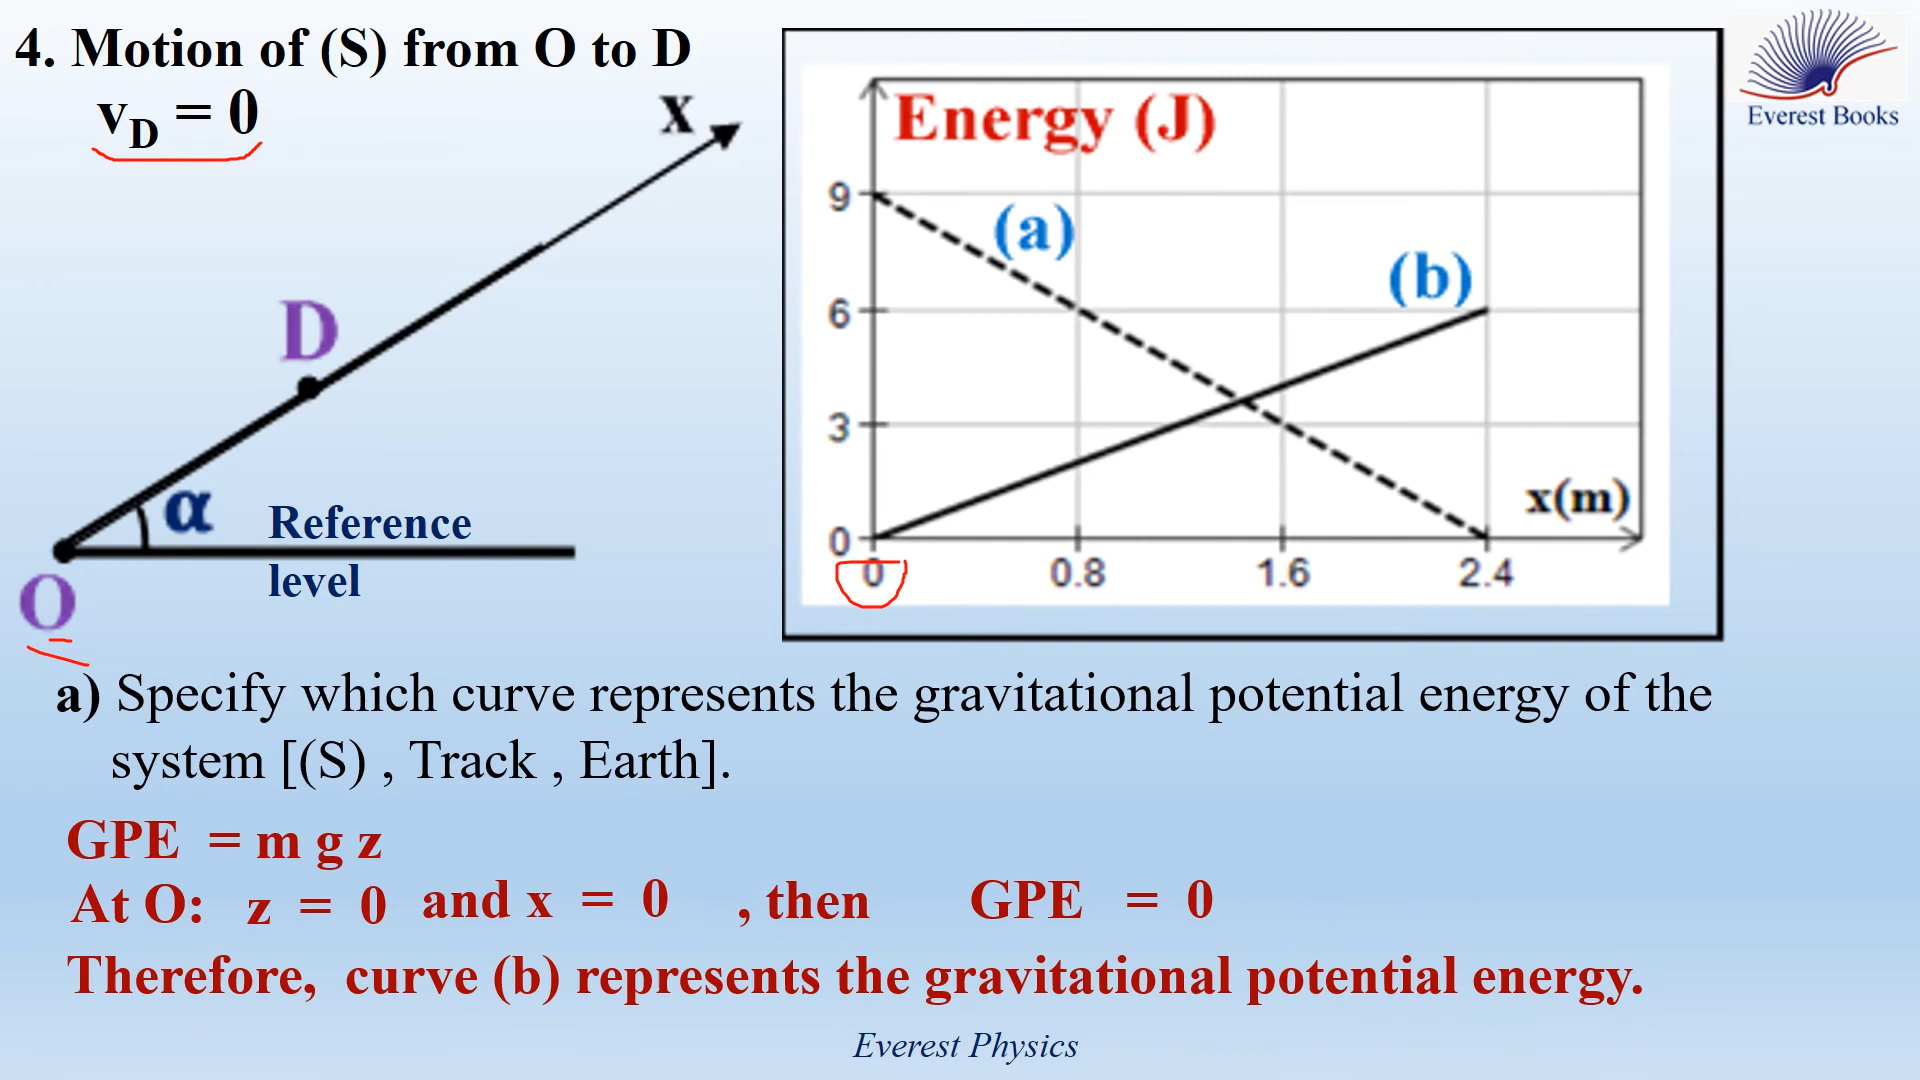 4. Motion of (S) from O to D
vD = 0
x
D
α
Reference
level
O
Energy (J)
9
(a)
(b)
6
3
x(m)
0
0 0.8 1.6 2.4
Everest Books
a) Specify which curve represents the gravitational potential energy of the
system [(S) , Track , Earth].
GPE = m g z
At O: z = 0 and x = 0 , then GPE = 0
Therefore, curve (b) represents the gravitational potential energy.
Everest Physics